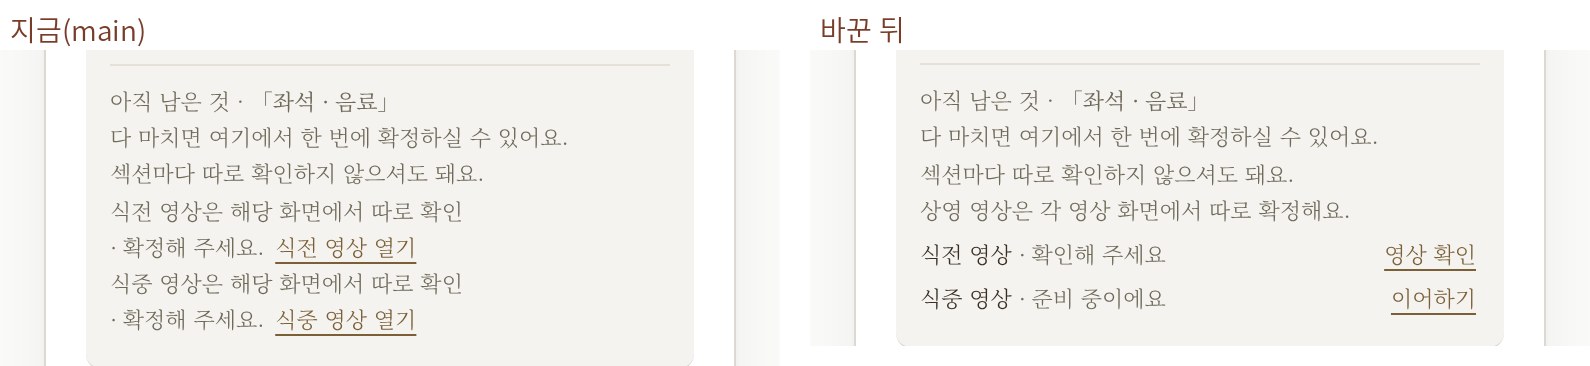 지금(main)
아직 남은 것 · 「좌석 · 음료」
다 마치면 여기에서 한 번에 확정하실 수 있어요.
섹션마다 따로 확인하지 않으셔도 돼요.
식전 영상은 해당 화면에서 따로 확인
· 확정해 주세요. 식전 영상 열기
식중 영상은 해당 화면에서 따로 확인
· 확정해 주세요. 식중 영상 열기
바꾼 뒤
아직 남은 것 · 「좌석 · 음료」
다 마치면 여기에서 한 번에 확정하실 수 있어요.
섹션마다 따로 확인하지 않으셔도 돼요.
상영 영상은 각 영상 화면에서 따로 확정해요.
식전 영상 · 확인해 주세요 영상 확인
식중 영상 · 준비 중이에요 이어하기